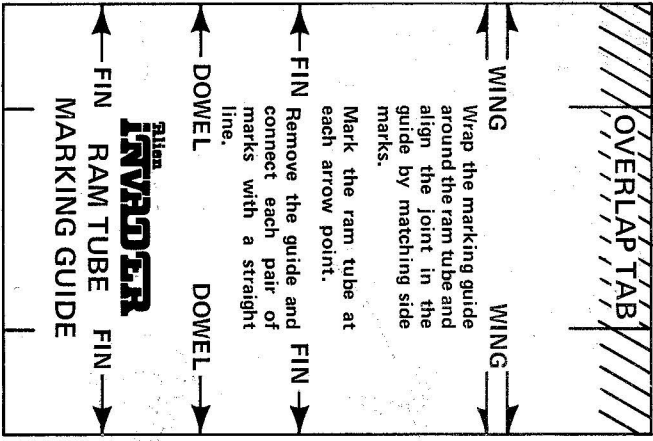 OVERLAP TAB
WING WING
Wrap the marking guide
around the ram tube and
align the joint in the
guide by matching side
marks.
Mark the ram tube at
each arrow point.
FIN Remove the guide and FIN
connect each pair of
marks with a straight
line.
DOWEL DOWEL
Alien
INVADER
FIN RAM TUBE FIN
MARKING GUIDE